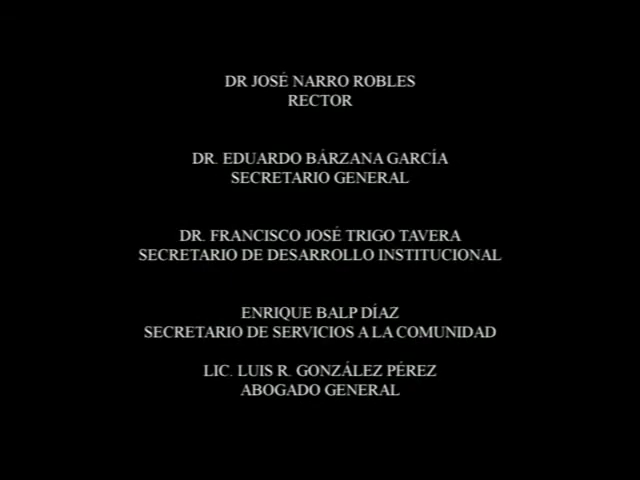 DR JOSÉ NARRO ROBLES
RECTOR
DR. EDUARDO BÁRZANA GARCÍA
SECRETARIO GENERAL
DR. FRANCISCO JOSÉ TRIGO TAVERA
SECRETARIO DE DESARROLLO INSTITUCIONAL
ENRIQUE BALP DÍAZ
SECRETARIO DE SERVICIOS A LA COMUNIDAD
LIC. LUIS R. GONZÁLEZ PÉREZ
ABOGADO GENERAL